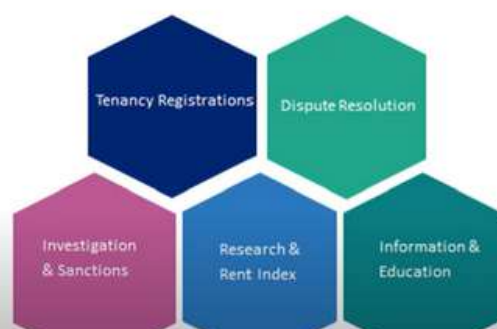 Tenancy Registrations
Dispute Resolution
Investigation
& Sanctions
Research &
Rent Index
Information &
Education